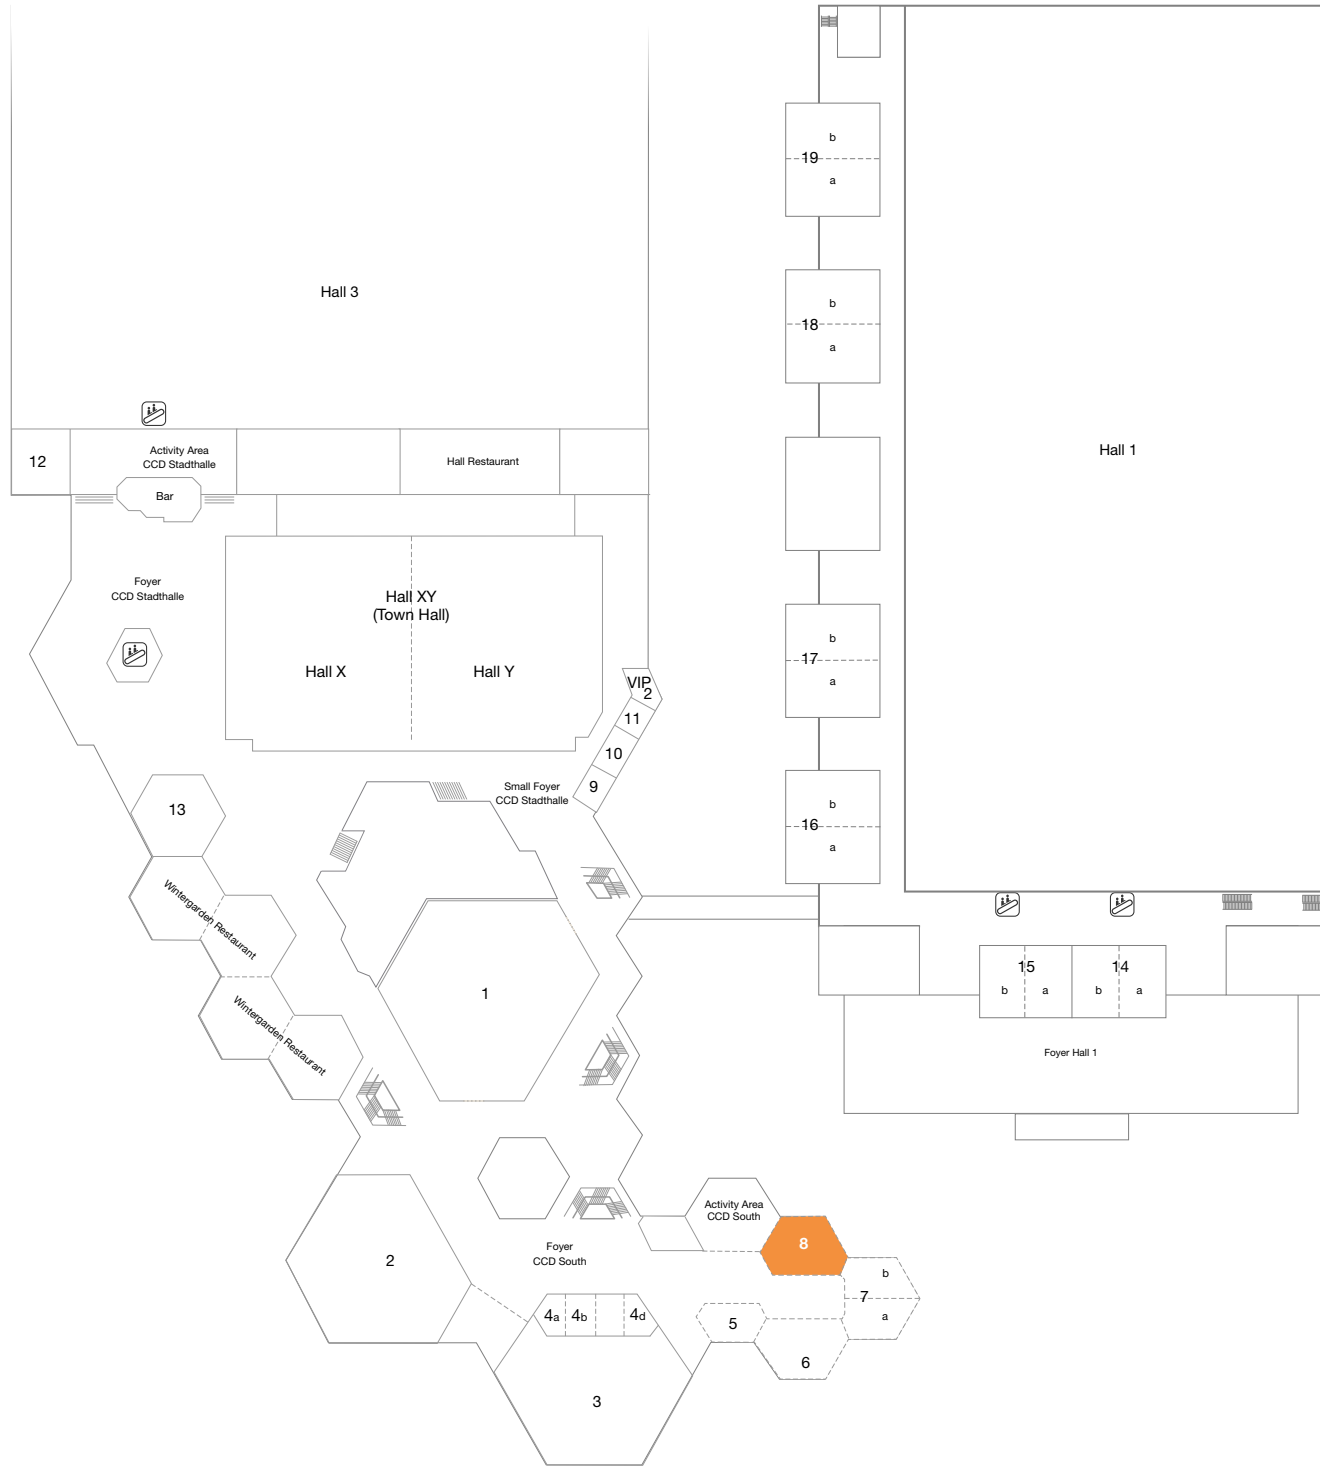 b
19
a
Hall 3
b
18
a
Hall 1
12
Activity Area
CCD Stadthalle
Hall Restaurant
Bar
Foyer
CCD Stadthalle
Hall XY
(Town Hall)
Hall X
Hall Y
b
17
a
VIP
2
11
10
9
Small Foyer
CCD Stadthalle
13
b
16
a
Wintergarden Restaurant
Wintergarden Restaurant
1
15
b
a
14
b
a
Foyer Hall 1
Activity Area
CCD South
8
Foyer
CCD South
2
b
7
a
4a
4b
4d
5
6
3